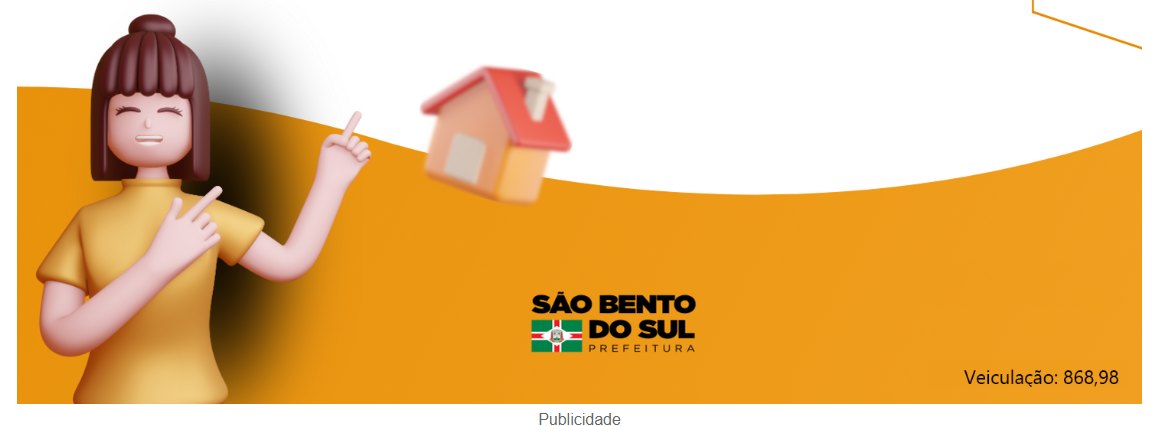 SÃO BENTO
DO SUL
PREFEITURA
Veiculação: 868,98
Publicidade